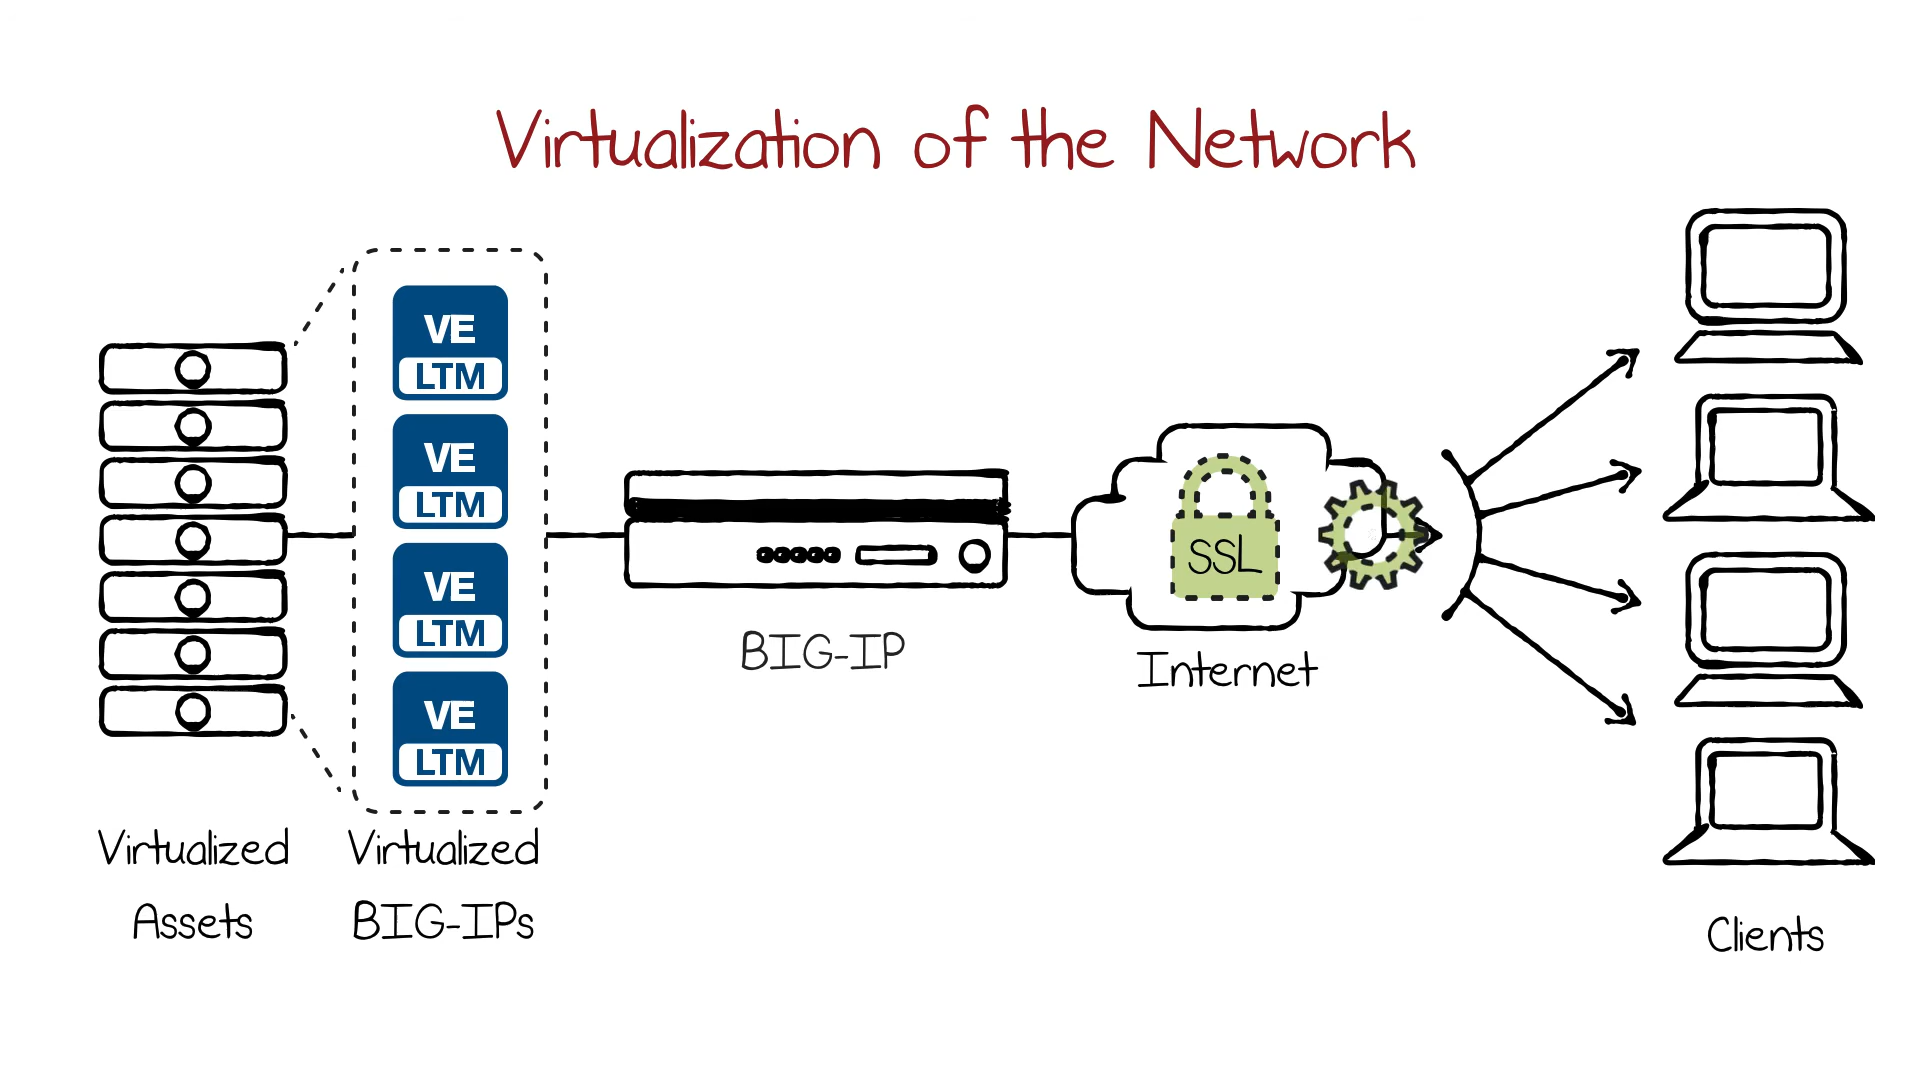 Virtualization of the Network
VE
LTM
VE
LTM
VE
LTM
VE
LTM
SSL
BIG-IP
Internet
Virtualized
Assets
Virtualized
BIG-IPs
Clients